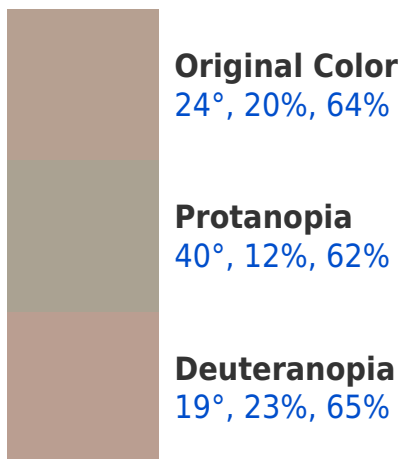 Original Color
24°, 20%, 64%
Protanopia
40°, 12%, 62%
Deuteranopia
19°, 23%, 65%